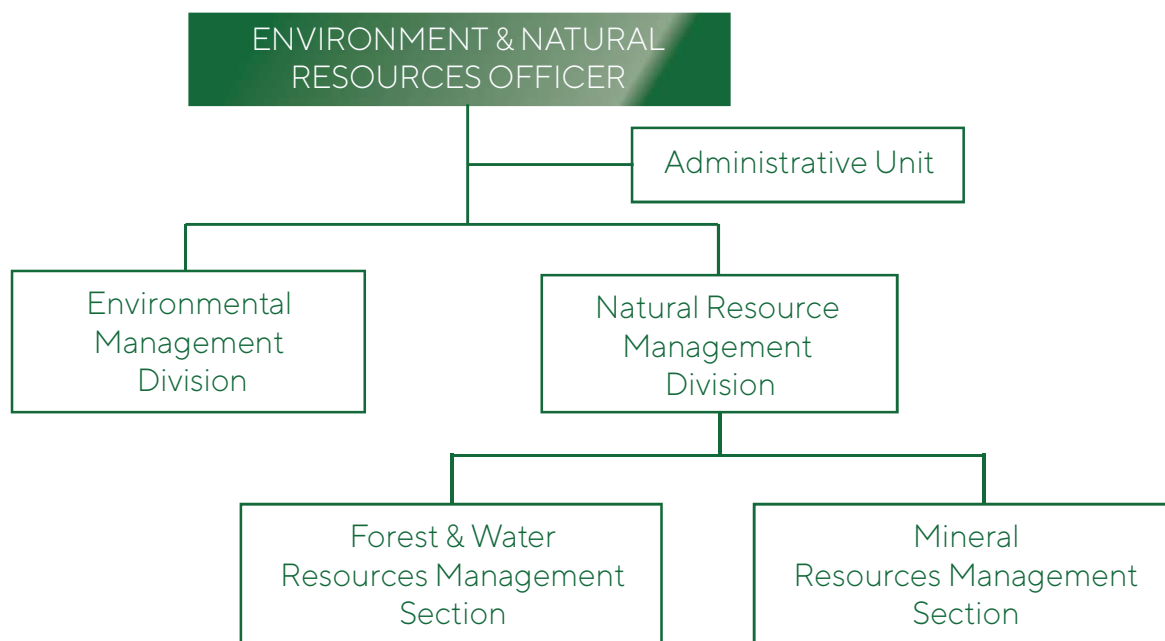 ENVIRONMENT & NATURAL
RESOURCES OFFICER
Administrative Unit
Environmental
Management
Division
Natural Resource
Management
Division
Forest & Water
Resources Management
Section
Mineral
Resources Management
Section